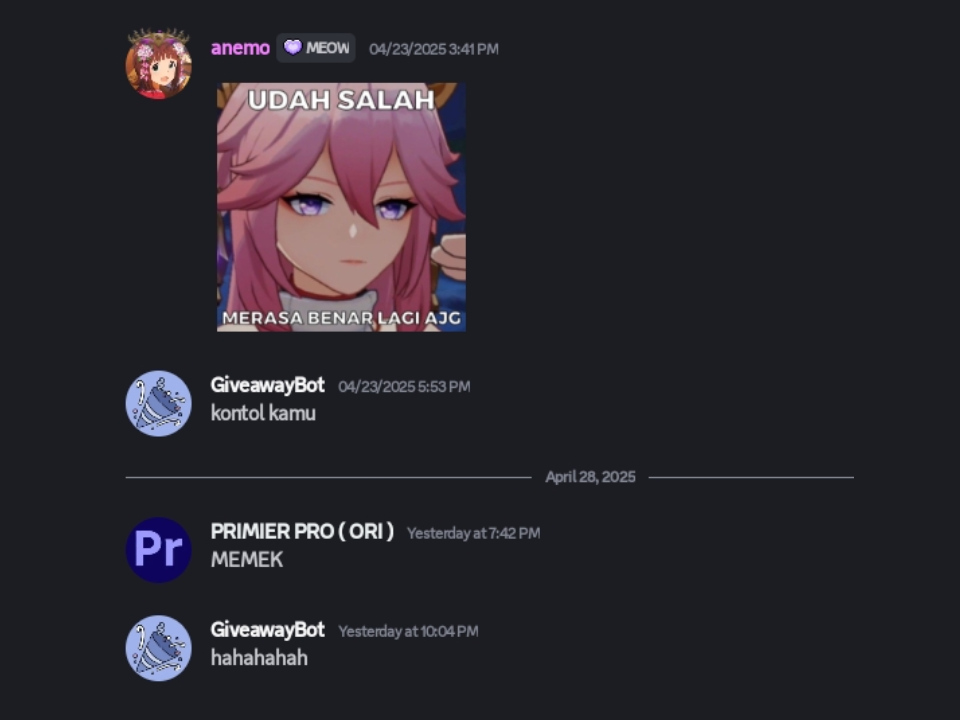 anemo MEOW 04/23/2025 3:41 PM
UDAH SALAH
MERASA BENAR LAGI AJG
GiveawayBot 04/23/2025 5:53 PM
kontol kamu
April 28, 2025
Pr
PRIMIER PRO ( ORI ) Yesterday at 7:42 PM
MEMEK
GiveawayBot Yesterday at 10:04 PM
hahahahah